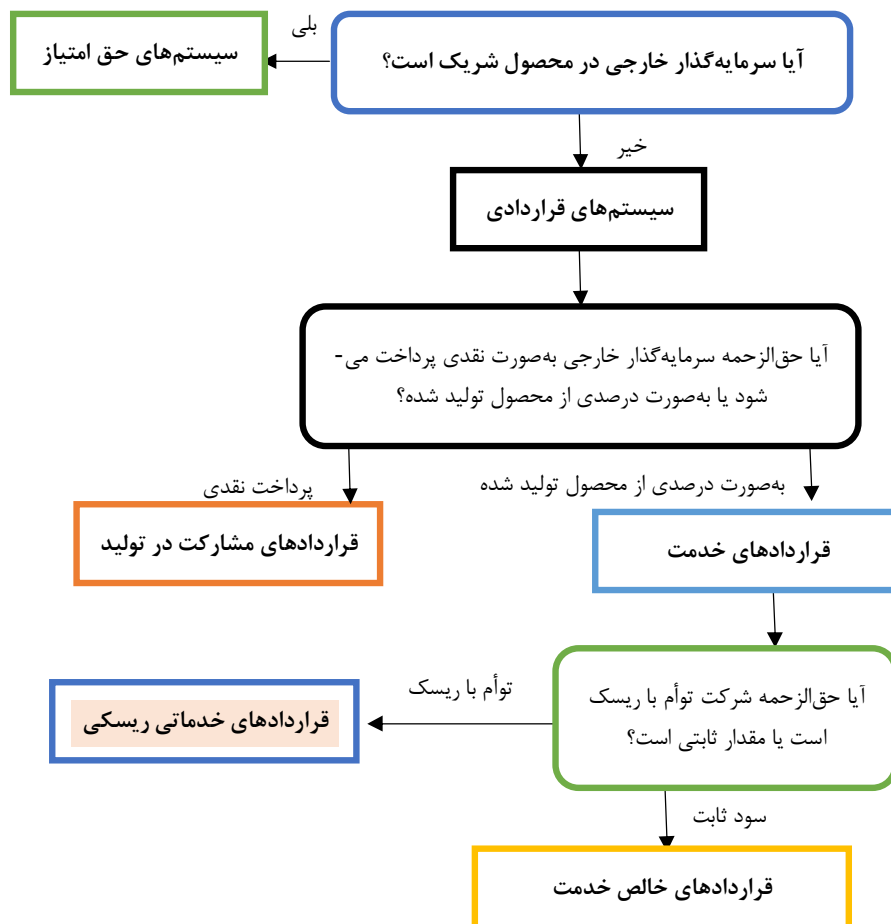 آیا سرمایه‌گذار خارجی در محصول شریک است؟
بلی
سیستم‌های حق امتیاز
خیر
سیستم‌های قراردادی
آیا حق‌الزحمه سرمایه‌گذار خارجی به‌صورت نقدی پرداخت می-
شود یا به‌صورت درصدی از محصول تولید شده؟
به‌صورت درصدی از محصول تولید شده
پرداخت نقدی
قراردادهای خدمت
قراردادهای مشارکت در تولید
آیا حق‌الزحمه شرکت توأم با ریسک
است یا مقدار ثابتی است؟
توأم با ریسک
قراردادهای خدماتی ریسکی
سود ثابت
قراردادهای خالص خدمت